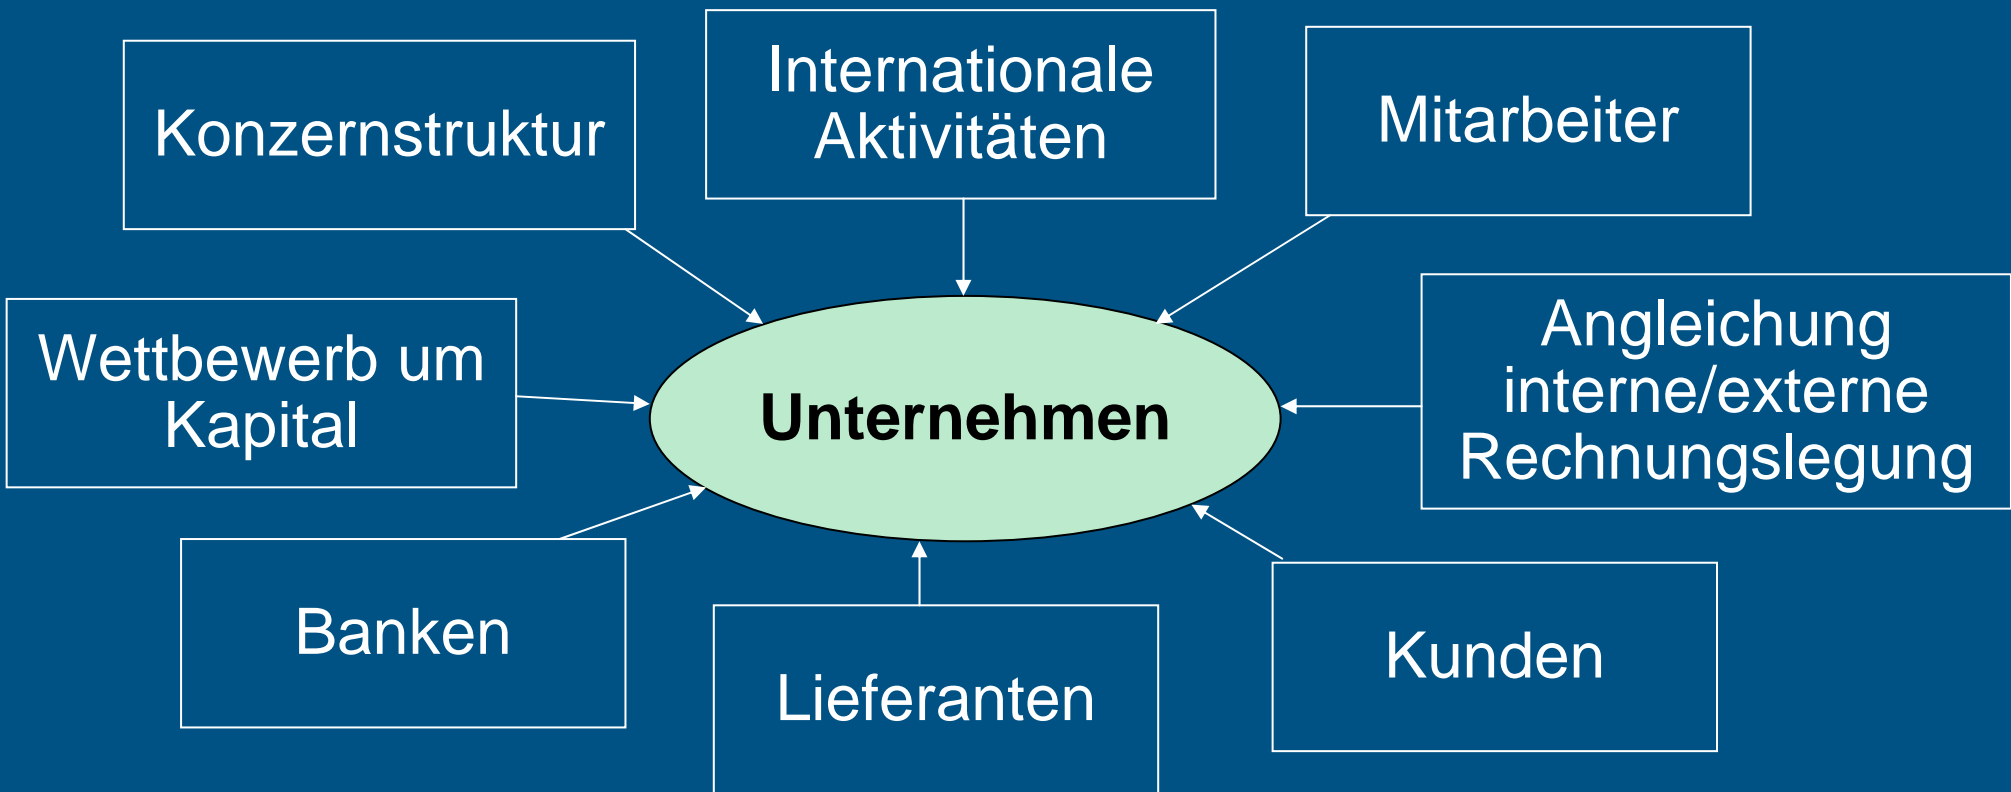 Konzernstruktur
Internationale
Aktivitäten
Mitarbeiter
Wettbewerb um
Kapital
Unternehmen
Angleichung
interne/externe
Rechnungslegung
Banken
Lieferanten
Kunden